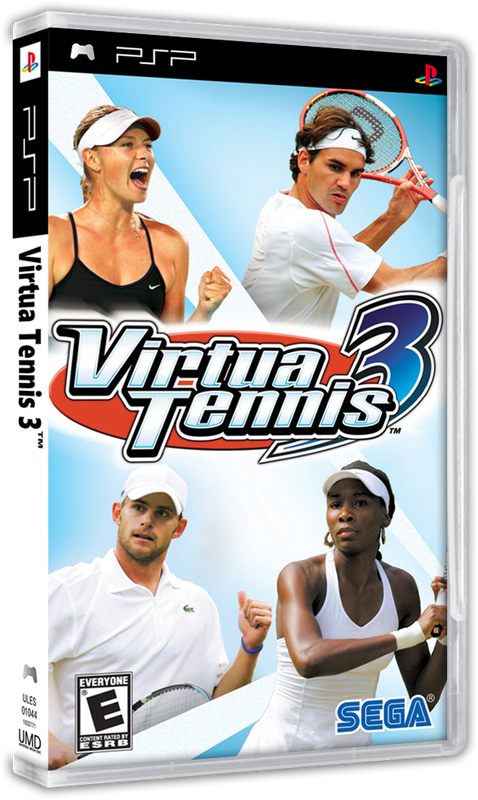 PSP
PSP
Virtua Tennis 3™
ULES
01044
UMD
Virtua
Tennis 3
™
EVERYONE
E
CONTENT RATED BY
ESRB
SEGA®